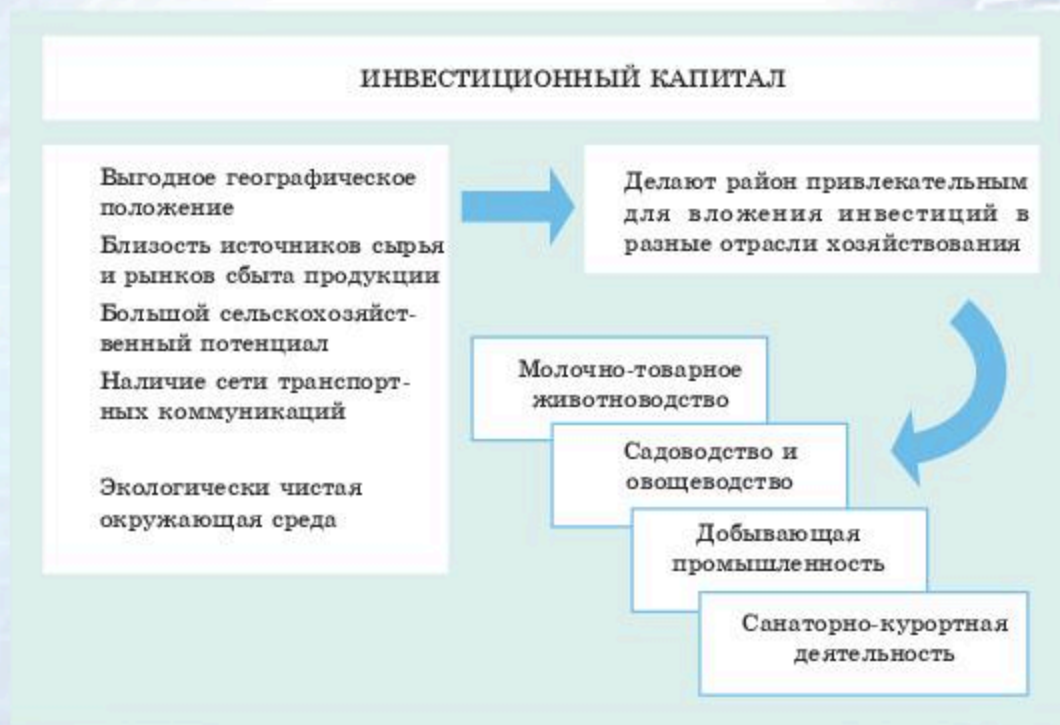 ИНВЕСТИЦИОННЫЙ КАПИТАЛ
Выгодное географическое
положение
Близость источников сырья
и рынков сбыта продукции
Большой сельскохозяйст-
венный потенциал
Наличие сети транспорт-
ных коммуникаций
Экологически чистая
окружающая среда
Делают район привлекательным
для вложения инвестиций в
разные отрасли хозяйствования
Молочно-товарное
животноводство
Садоводство и
овощеводство
Добывающая
промышленность
Санаторно-курортная
деятельность